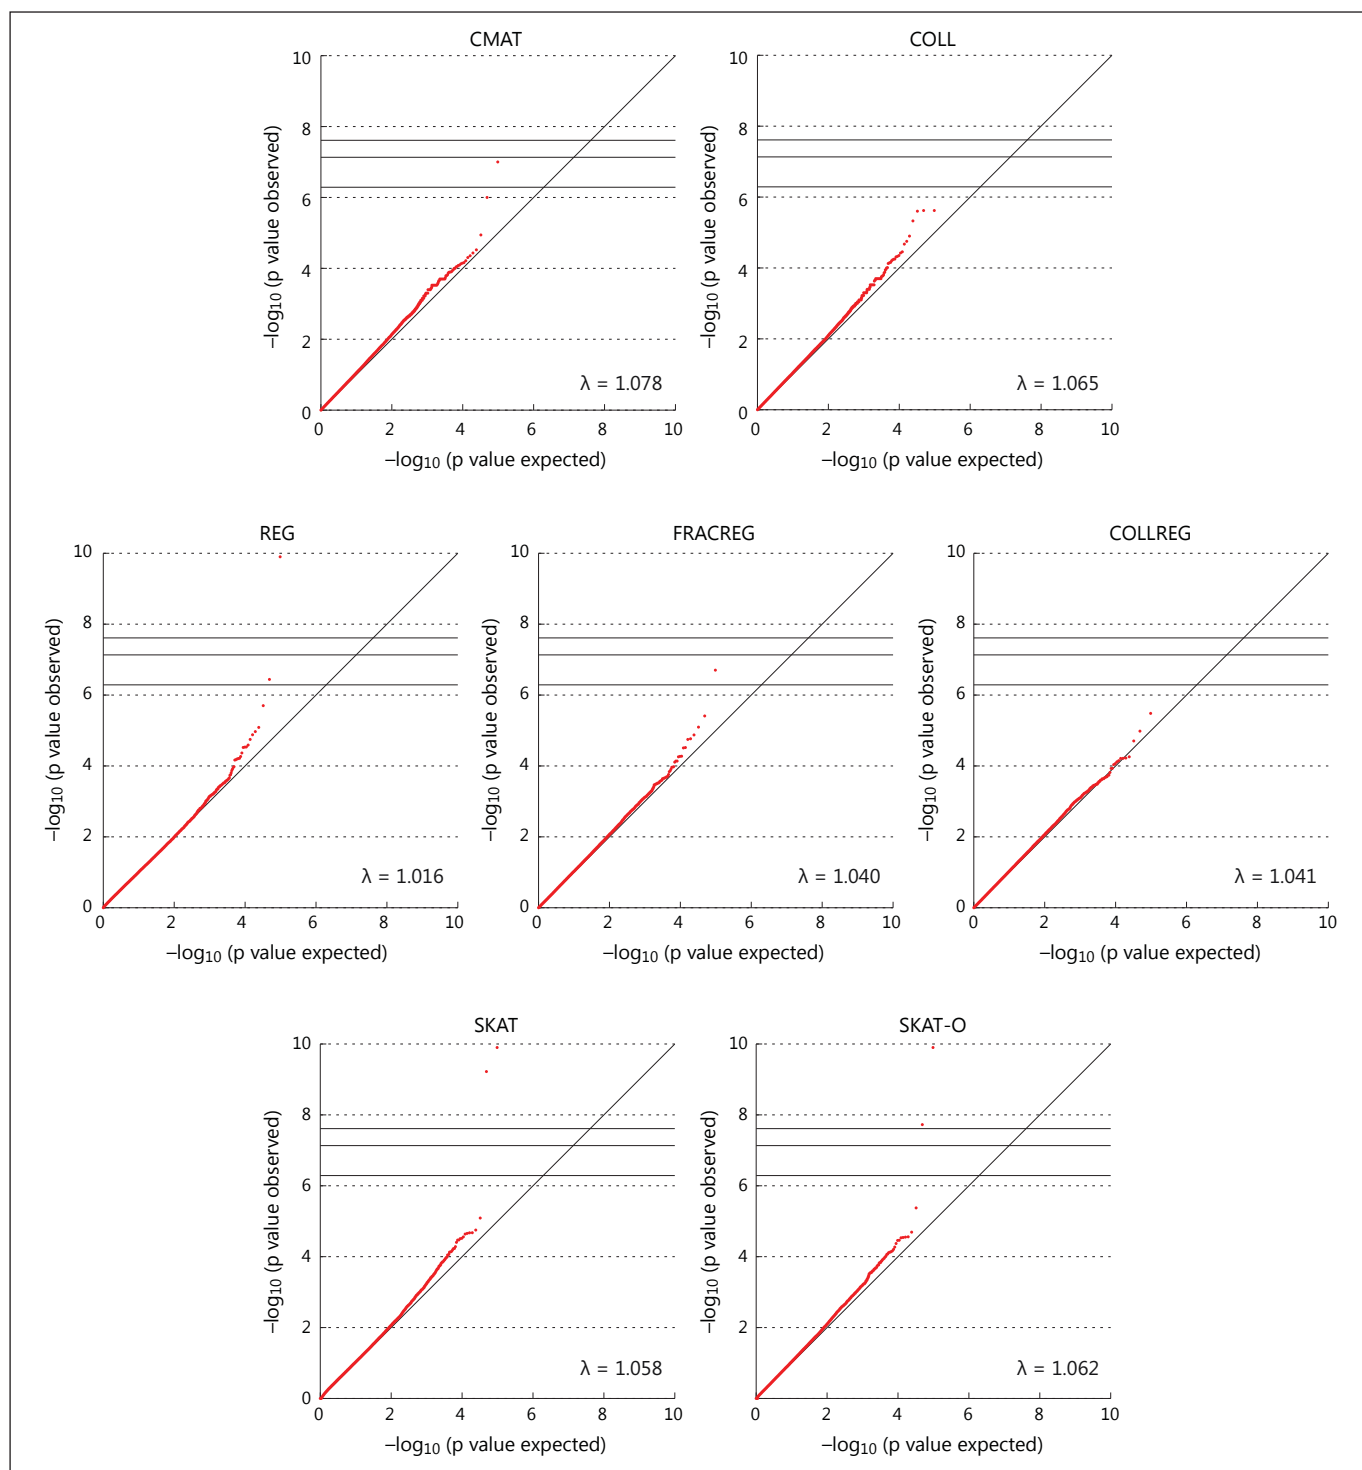 CMAT
10
8
6
4
2
0
–log10 (p value observed)
λ = 1.078
0 2 4 6 8 10
–log10 (p value expected)
COLL
10
8
6
4
2
0
–log10 (p value observed)
λ = 1.065
0 2 4 6 8 10
–log10 (p value expected)
REG
10
8
6
4
2
0
–log10 (p value observed)
λ = 1.016
0 2 4 6 8 10
–log10 (p value expected)
FRACREG
10
8
6
4
2
0
–log10 (p value observed)
λ = 1.040
0 2 4 6 8 10
–log10 (p value expected)
COLLREG
10
8
6
4
2
0
–log10 (p value observed)
λ = 1.041
0 2 4 6 8 10
–log10 (p value expected)
SKAT
10
8
6
4
2
0
–log10 (p value observed)
λ = 1.058
0 2 4 6 8 10
–log10 (p value expected)
SKAT-O
10
8
6
4
2
0
–log10 (p value observed)
λ = 1.062
0 2 4 6 8 10
–log10 (p value expected)